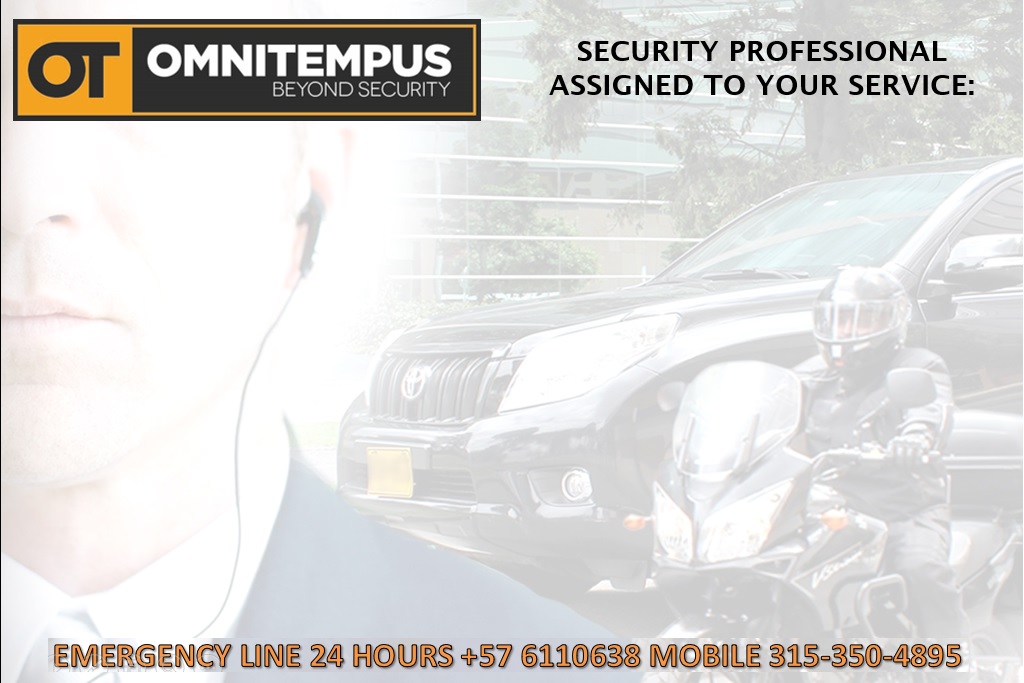 OT OMNITEMPUS
BEYOND SECURITY
SECURITY PROFESSIONAL
ASSIGNED TO YOUR SERVICE:
EMERGENCY LINE 24 HOURS +57 6110638 MOBILE 315-350-4895